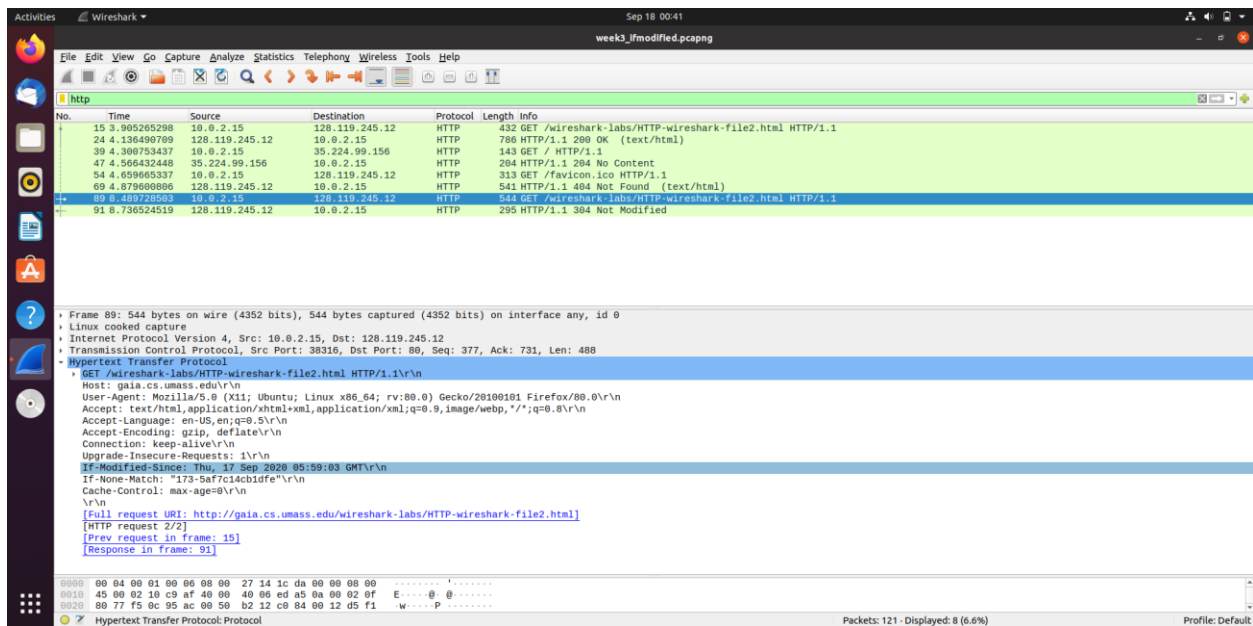 Activities Wireshark Sep 18 00:41
week3_ifmodified.pcapng
File Edit View Go Capture Analyze Statistics Telephony Wireless Tools Help
http
No. Time Source Destination Protocol Length Info
15 3.905265298 10.0.2.15 128.119.245.12 HTTP 432 GET /wireshark-labs/HTTP-wireshark-file2.html HTTP/1.1
24 4.136490709 128.119.245.12 10.0.2.15 HTTP 786 HTTP/1.1 200 OK (text/html)
39 4.300753437 10.0.2.15 35.224.99.156 HTTP 143 GET / HTTP/1.1
47 4.566432448 35.224.99.156 10.0.2.15 HTTP 204 HTTP/1.1 204 No Content
54 4.659665337 10.0.2.15 128.119.245.12 HTTP 313 GET /favicon.ico HTTP/1.1
69 4.879600806 128.119.245.12 10.0.2.15 HTTP 541 HTTP/1.1 404 Not Found (text/html)
89 8.489728503 10.0.2.15 128.119.245.12 HTTP 544 GET /wireshark-labs/HTTP-wireshark-file2.html HTTP/1.1
91 8.736524519 128.119.245.12 10.0.2.15 HTTP 295 HTTP/1.1 304 Not Modified
Frame 89: 544 bytes on wire (4352 bits), 544 bytes captured (4352 bits) on interface any, id 0
Linux cooked capture
Internet Protocol Version 4, Src: 10.0.2.15, Dst: 128.119.245.12
Transmission Control Protocol, Src Port: 38316, Dst Port: 80, Seq: 377, Ack: 731, Len: 488
Hypertext Transfer Protocol
GET /wireshark-labs/HTTP-wireshark-file2.html HTTP/1.1\r\n
Host: gaia.cs.umass.edu\r\n
User-Agent: Mozilla/5.0 (X11; Ubuntu; Linux x86_64; rv:80.0) Gecko/20100101 Firefox/80.0\r\n
Accept: text/html,application/xhtml+xml,application/xml;q=0.9,image/webp,*/*;q=0.8\r\n
Accept-Language: en-US,en;q=0.5\r\n
Accept-Encoding: gzip, deflate\r\n
Connection: keep-alive\r\n
Upgrade-Insecure-Requests: 1\r\n
If-Modified-Since: Thu, 17 Sep 2020 05:59:03 GMT\r\n
If-None-Match: "173-5af7c14cb1dfe"\r\n
Cache-Control: max-age=0\r\n
\r\n
[Full request URI: http://gaia.cs.umass.edu/wireshark-labs/HTTP-wireshark-file2.html]
[HTTP request 2/2]
[Prev request in frame: 15]
[Response in frame: 91]
0000 00 04 00 01 00 06 08 00 27 14 1c da 00 00 08 00 ········ '·······
0010 45 00 02 10 c9 af 40 00 40 06 ed a5 0a 00 02 0f E·····@· @·······
0020 80 77 f5 0c 95 ac 00 50 b2 12 c0 84 00 12 d5 f1 ·w·····P ········
Hypertext Transfer Protocol: Protocol Packets: 121 · Displayed: 8 (6.6%) Profile: Default